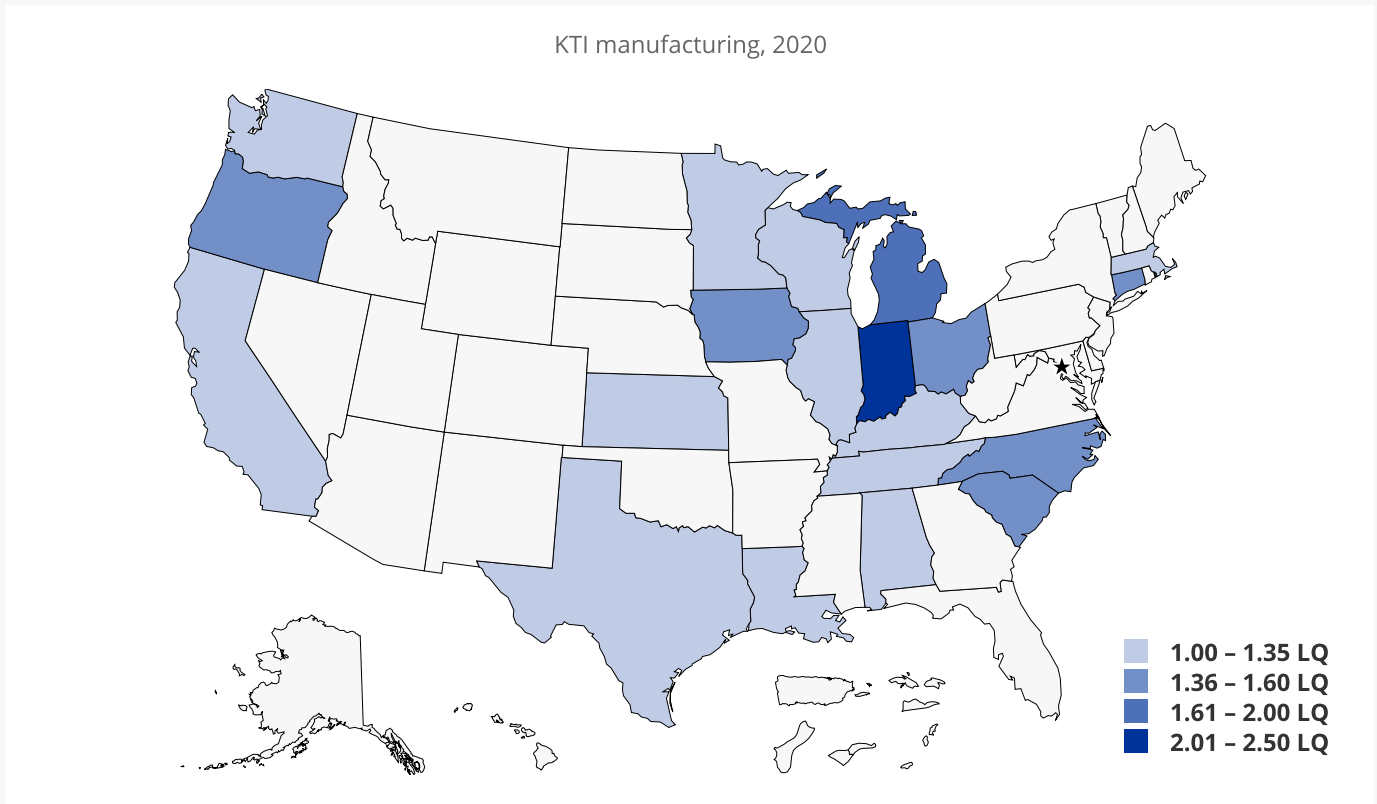 KTI manufacturing, 2020
1.00 – 1.35 LQ
1.36 – 1.60 LQ
1.61 – 2.00 LQ
2.01 – 2.50 LQ